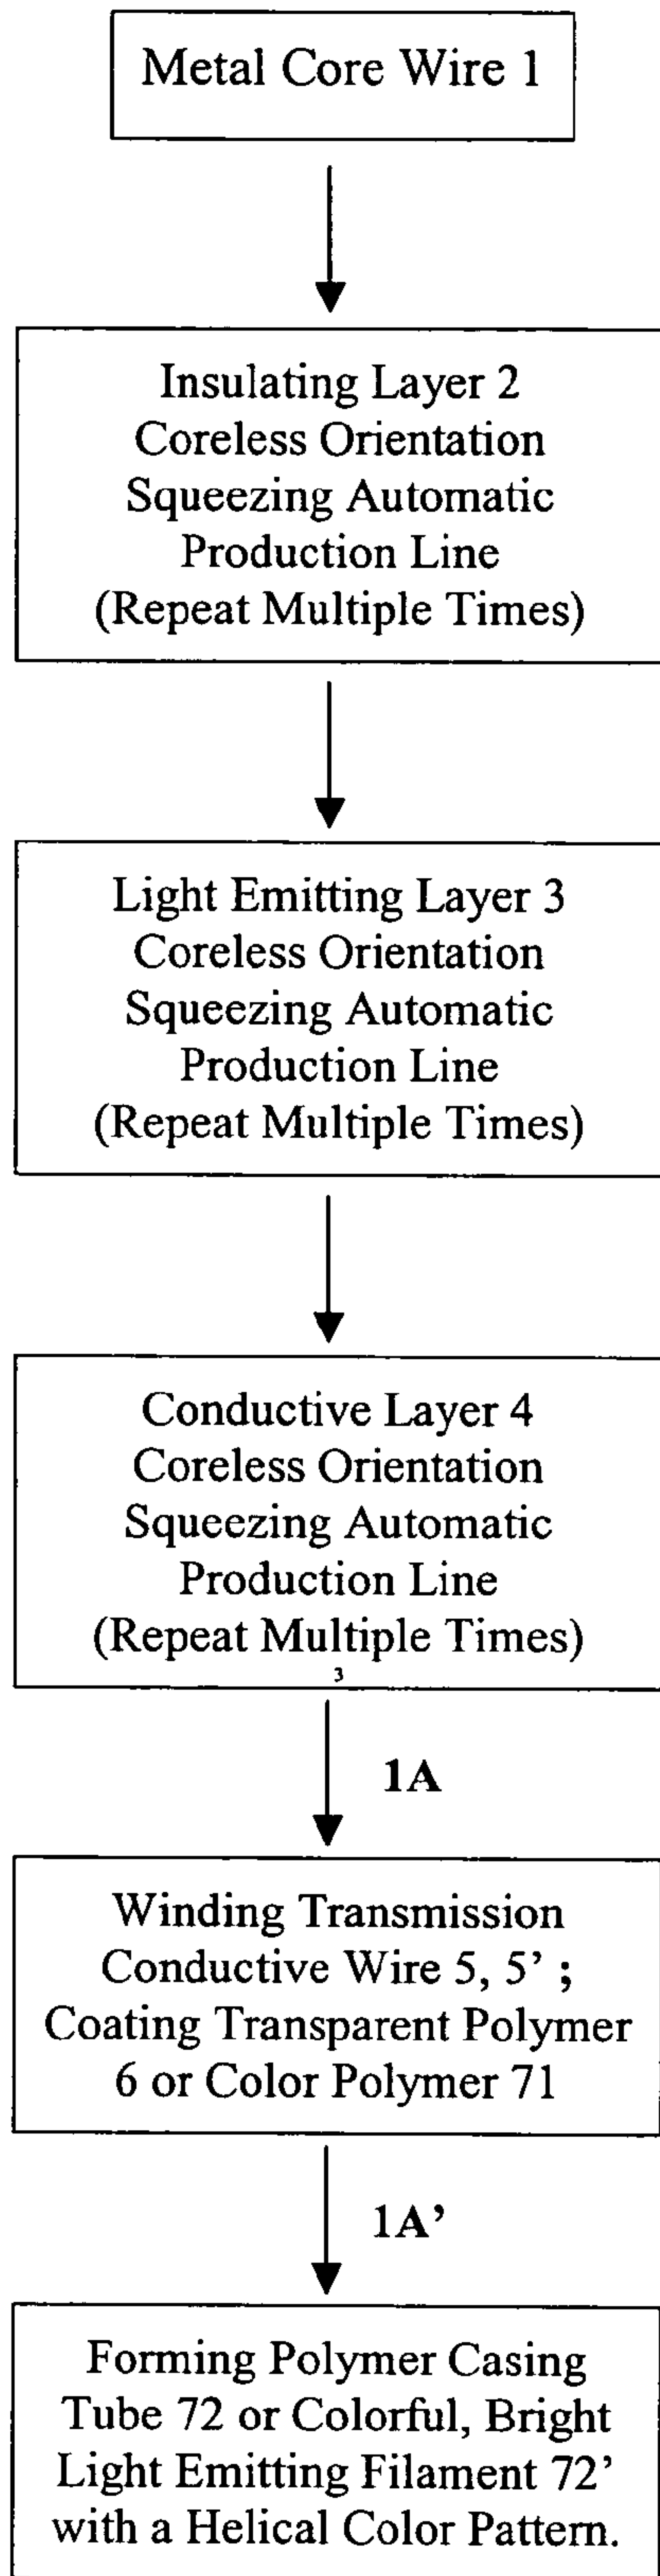 Metal Core Wire 1
Insulating Layer 2
Coreless Orientation
Squeezing Automatic
Production Line
(Repeat Multiple Times)
Light Emitting Layer 3
Coreless Orientation
Squeezing Automatic
Production Line
(Repeat Multiple Times)
Conductive Layer 4
Coreless Orientation
Squeezing Automatic
Production Line
(Repeat Multiple Times)
3
1A
Winding Transmission
Conductive Wire 5, 5’ ;
Coating Transparent Polymer
6 or Color Polymer 71
1A’
Forming Polymer Casing
Tube 72 or Colorful, Bright
Light Emitting Filament 72’
with a Helical Color Pattern.